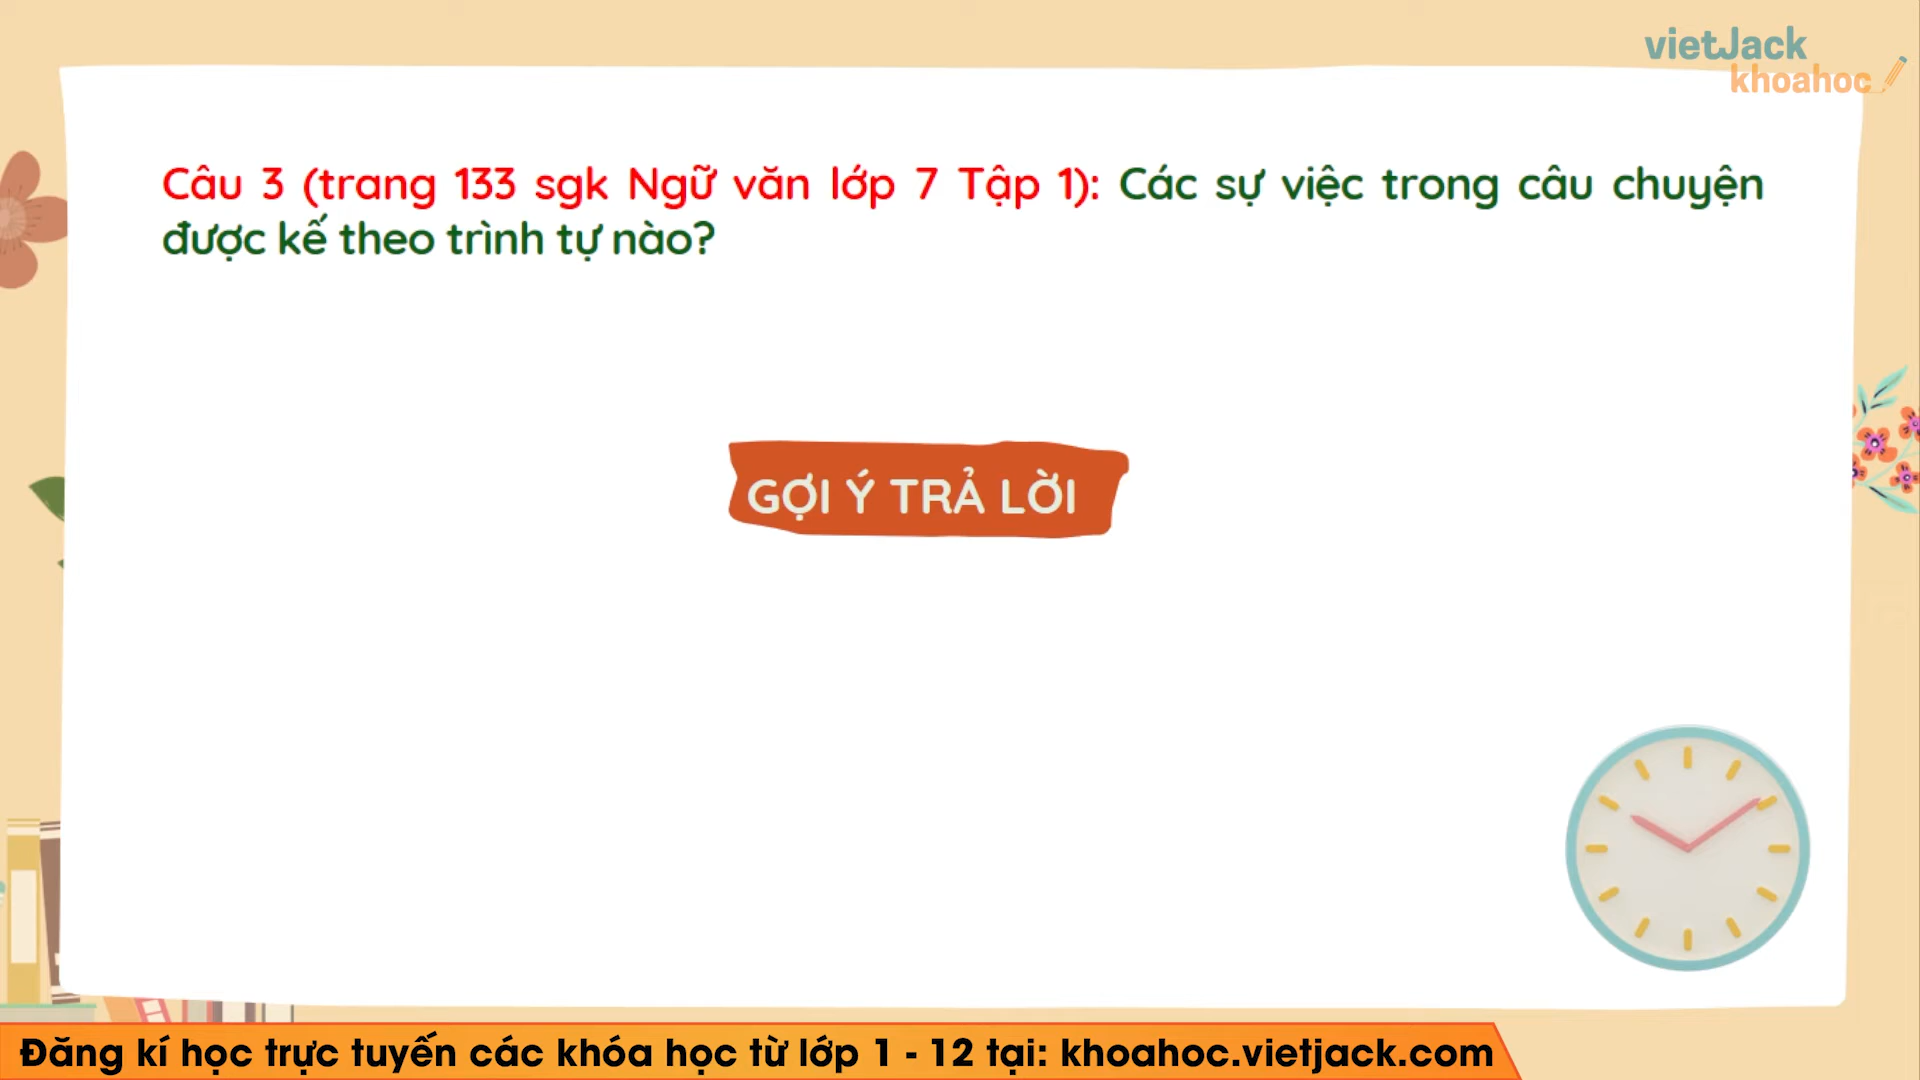 vietJack
khoahoc
Câu 3 (trang 133 sgk Ngữ văn lớp 7 Tập 1): Các sự việc trong câu chuyện
được kể theo trình tự nào?
GỢI Ý TRẢ LỜI
Đăng kí học trực tuyến các khóa học từ lớp 1 - 12 tại: khoahoc.vietjack.com